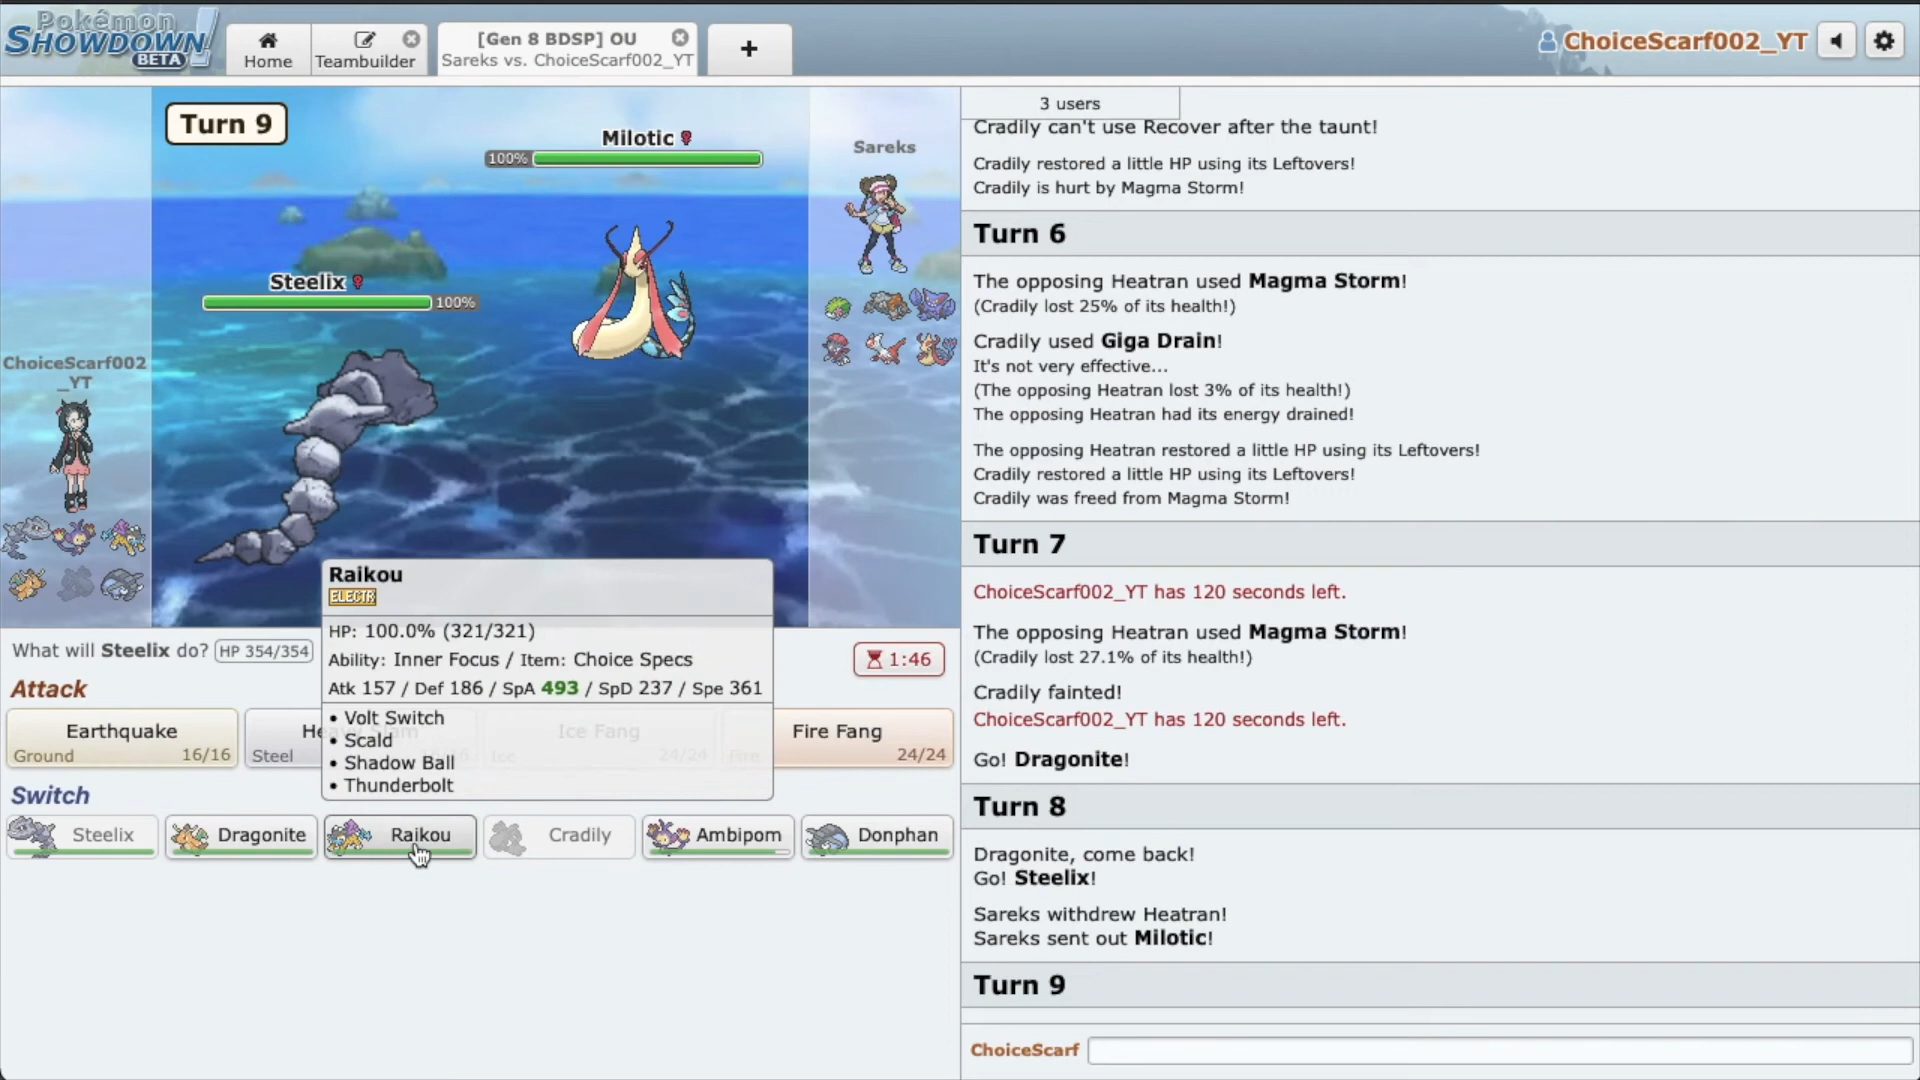 Pokémon
SHOWDOWN!
BETA
Home
Teambuilder
[Gen 8 BDSP] OU
Sareks vs. ChoiceScarf002_YT
+
ChoiceScarf002_YT
Turn 9
Milotic
100%
Steelix
100%
Sareks
ChoiceScarf002
_YT
Raikou
ELECTR
HP: 100.0% (321/321)
Ability: Inner Focus / Item: Choice Specs
Atk 157 / Def 186 / SpA 493 / SpD 237 / Spe 361
• Volt Switch
• Scald
• Shadow Ball
• Thunderbolt
What will Steelix do? HP 354/354
1:46
Attack
Earthquake
Ground 16/16
Heavy Slam
Steel
Ice Fang
Ice 24/24
Fire Fang
Fire 24/24
Switch
Steelix
Dragonite
Raikou
Cradily
Ambipom
Donphan
3 users
Cradily can't use Recover after the taunt!
Cradily restored a little HP using its Leftovers!
Cradily is hurt by Magma Storm!
Turn 6
The opposing Heatran used Magma Storm!
(Cradily lost 25% of its health!)
Cradily used Giga Drain!
It's not very effective...
(The opposing Heatran lost 3% of its health!)
The opposing Heatran had its energy drained!
The opposing Heatran restored a little HP using its Leftovers!
Cradily restored a little HP using its Leftovers!
Cradily was freed from Magma Storm!
Turn 7
ChoiceScarf002_YT has 120 seconds left.
The opposing Heatran used Magma Storm!
(Cradily lost 27.1% of its health!)
Cradily fainted!
ChoiceScarf002_YT has 120 seconds left.
Go! Dragonite!
Turn 8
Dragonite, come back!
Go! Steelix!
Sareks withdrew Heatran!
Sareks sent out Milotic!
Turn 9
ChoiceScarf